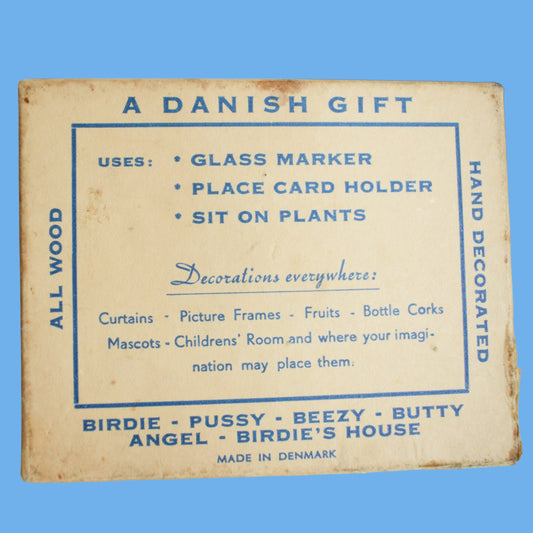 A DANISH GIFT
USES: • GLASS MARKER
• PLACE CARD HOLDER
• SIT ON PLANTS
ALL WOOD
HAND DECORATED
Decorations everywhere:
Curtains - Picture Frames - Fruits - Bottle Corks
Mascots - Childrens' Room and where your imagi-
nation may place them.
BIRDIE - PUSSY - BEEZY - BUTTY
ANGEL - BIRDIE'S HOUSE
MADE IN DENMARK